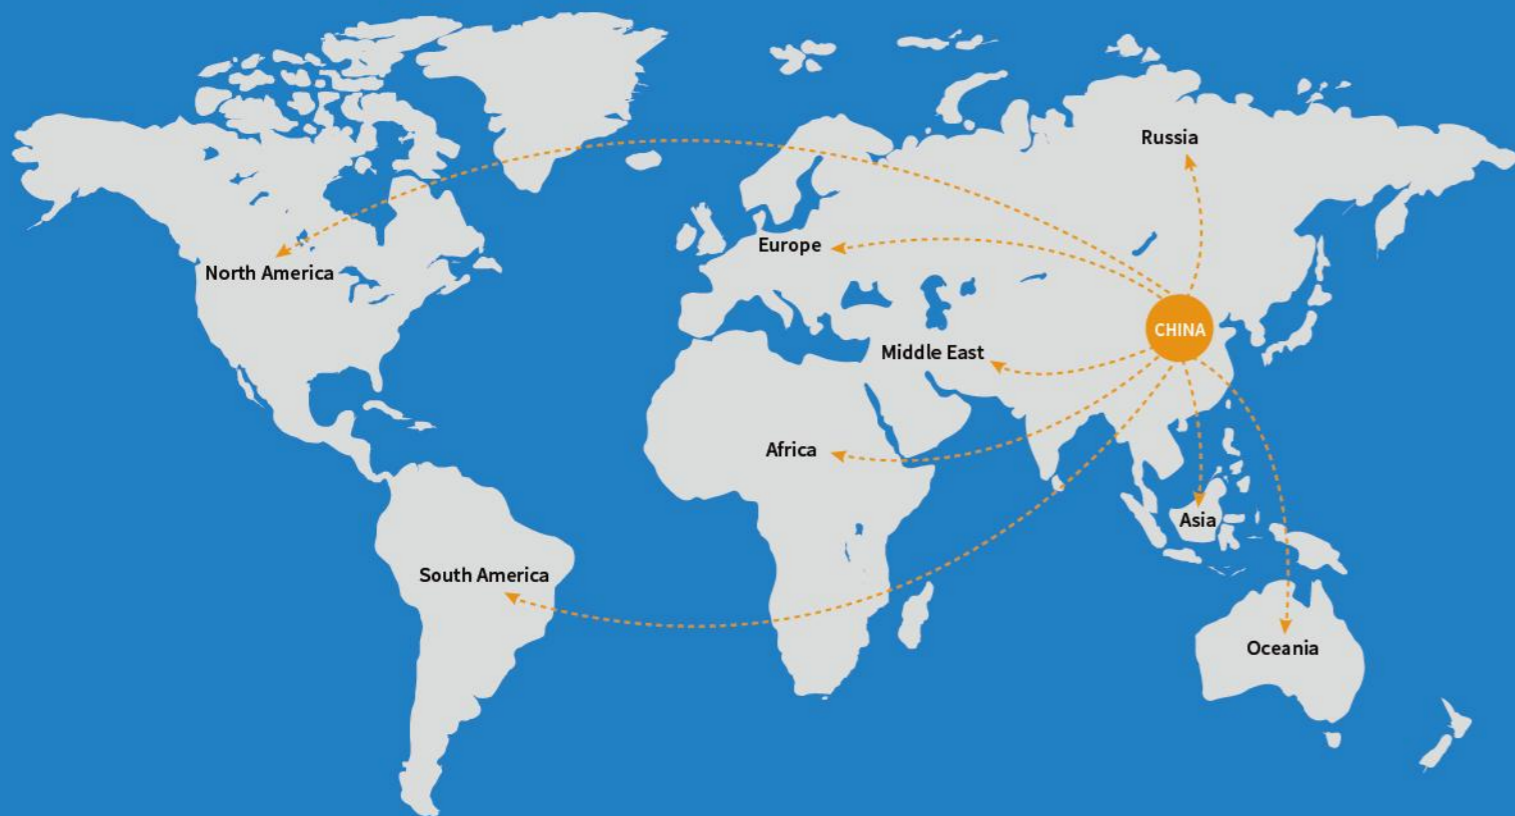 Russia
Europe
North America
CHINA
Middle East
Africa
Asia
South America
Oceania